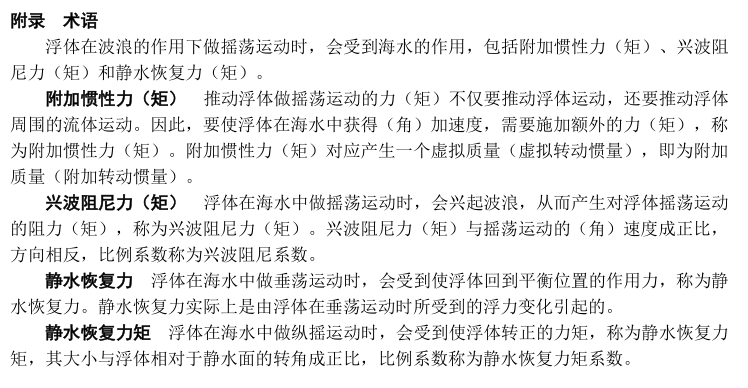 附录　术语
浮体在波浪的作用下做摇荡运动时，会受到海水的作用，包括附加惯性力（矩）、兴波阻
尼力（矩）和静水恢复力（矩）。
附加惯性力（矩）　推动浮体做摇荡运动的力（矩）不仅要推动浮体运动，还要推动浮体
周围的流体运动。因此，要使浮体在海水中获得（角）加速度，需要施加额外的力（矩），称
为附加惯性力（矩）。附加惯性力（矩）对应产生一个虚拟质量（虚拟转动惯量），即为附加
质量（附加转动惯量）。
兴波阻尼力（矩）　浮体在海水中做摇荡运动时，会兴起波浪，从而产生对浮体摇荡运动
的阻力（矩），称为兴波阻尼力（矩）。兴波阻尼力（矩）与摇荡运动的（角）速度成正比，
方向相反，比例系数称为兴波阻尼系数。
静水恢复力　浮体在海水中做垂荡运动时，会受到使浮体回到平衡位置的作用力，称为静
水恢复力。静水恢复力实际上是由浮体在垂荡运动时所受到的浮力变化引起的。
静水恢复力矩　浮体在海水中做纵摇运动时，会受到使浮体转正的力矩，称为静水恢复力
矩，其大小与浮体相对于静水面的转角成正比，比例系数称为静水恢复力矩系数。